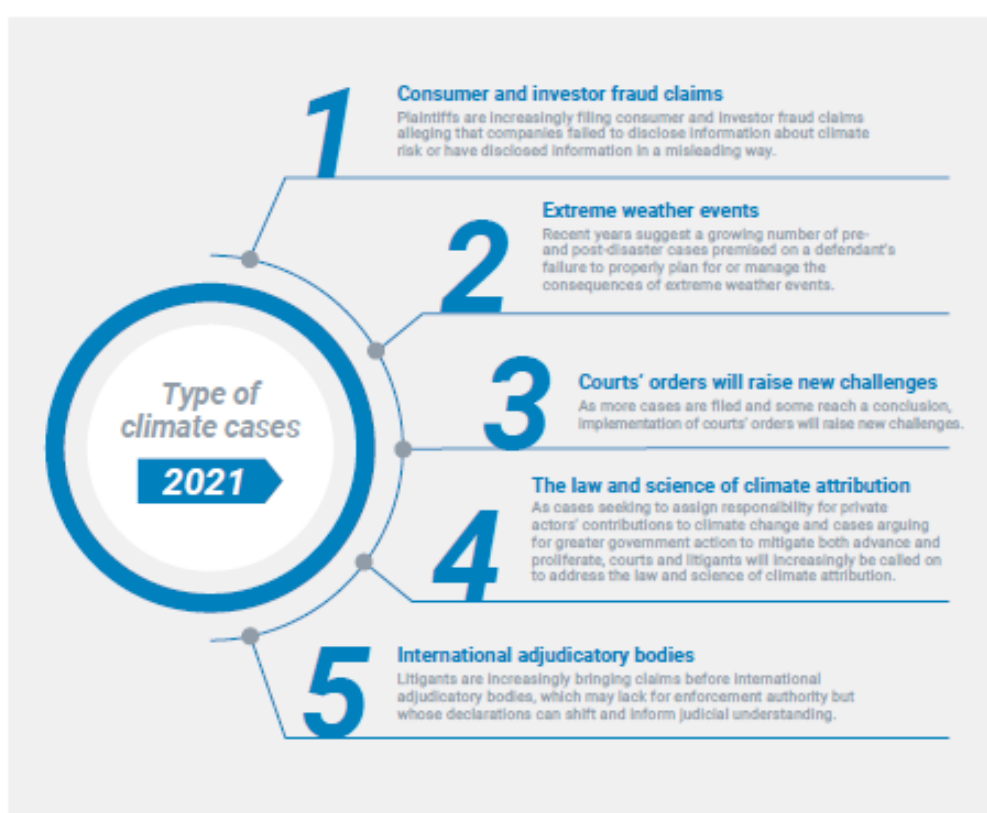 1
Consumer and investor fraud claims
Plaintiffs are increasingly filing consumer and investor fraud claims
alleging that companies failed to disclose information about climate
risk or have disclosed information in a misleading way.
2
Extreme weather events
Recent years suggest a growing number of pre-
and post-disaster cases premised on a defendant's
failure to properly plan for or manage the
consequences of extreme weather events.
Type of
climate cases
2021
3
Courts' orders will raise new challenges
As more cases are filed and some reach a conclusion,
implementation of courts' orders will raise new challenges.
4
The law and science of climate attribution
As cases seeking to assign responsibility for private
actors' contributions to climate change and cases arguing
for greater government action to mitigate both advance and
proliferate, courts and litigants will increasingly be called on
to address the law and science of climate attribution.
5
International adjudicatory bodies
Litigants are increasingly bringing claims before international
adjudicatory bodies, which may lack for enforcement authority but
whose declarations can shift and inform judicial understanding.